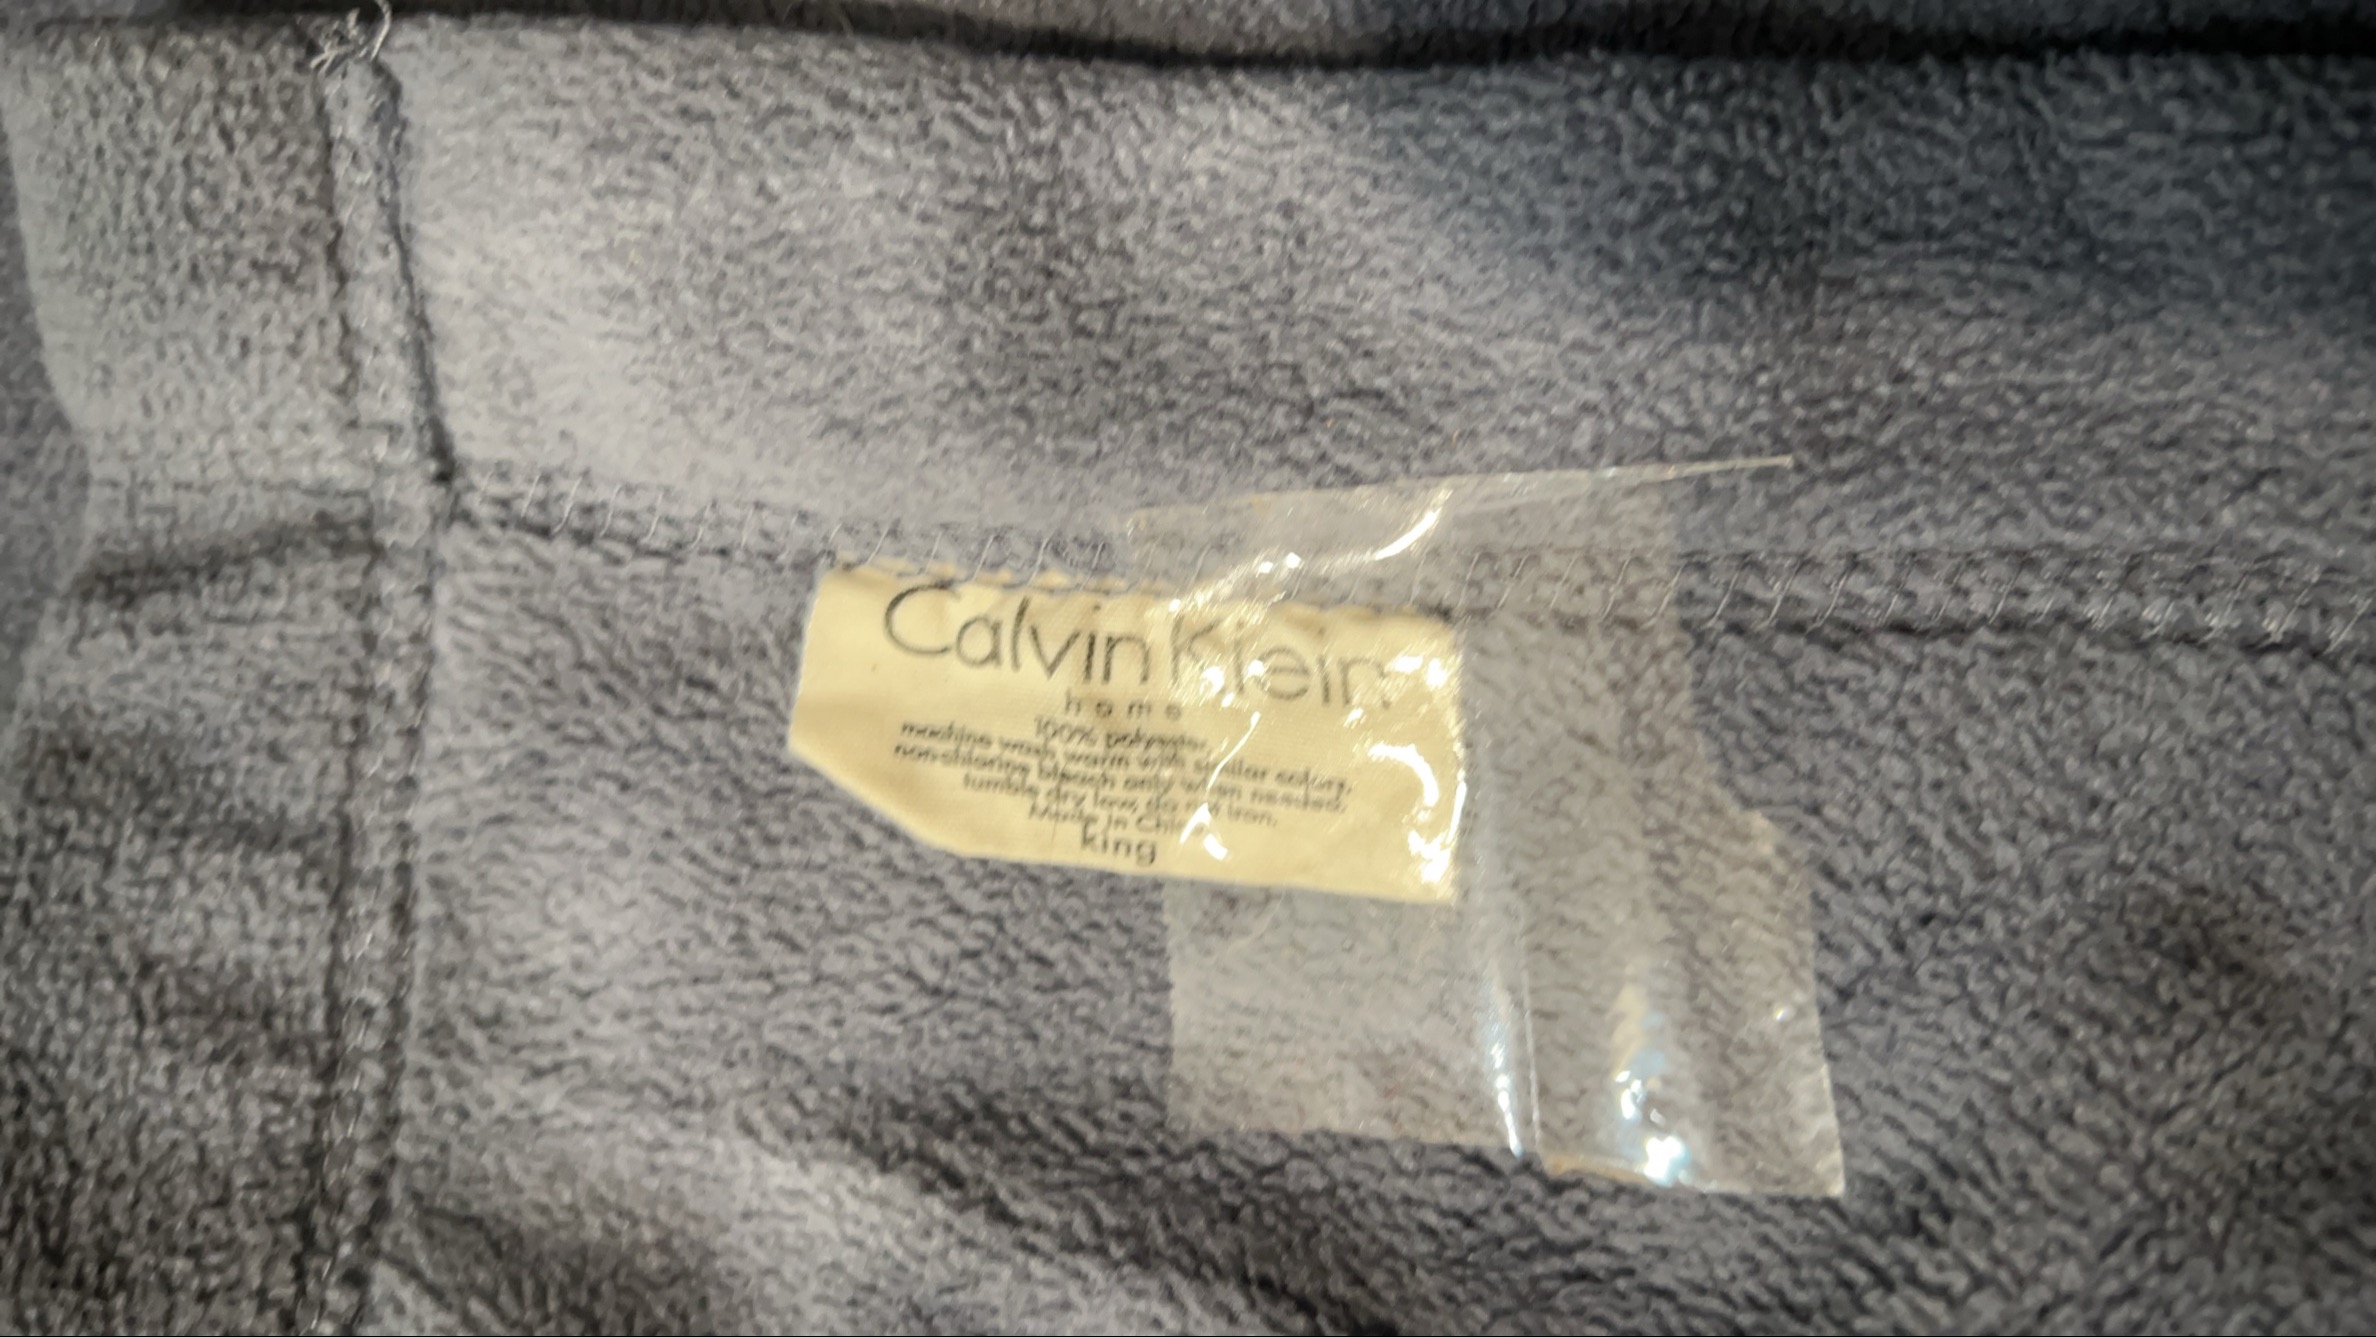 Calvin Klein
home
100% polyester
machine wash warm with similar colors,
non-chlorine bleach only when needed.
tumble dry low, do not iron.
Made in China
king